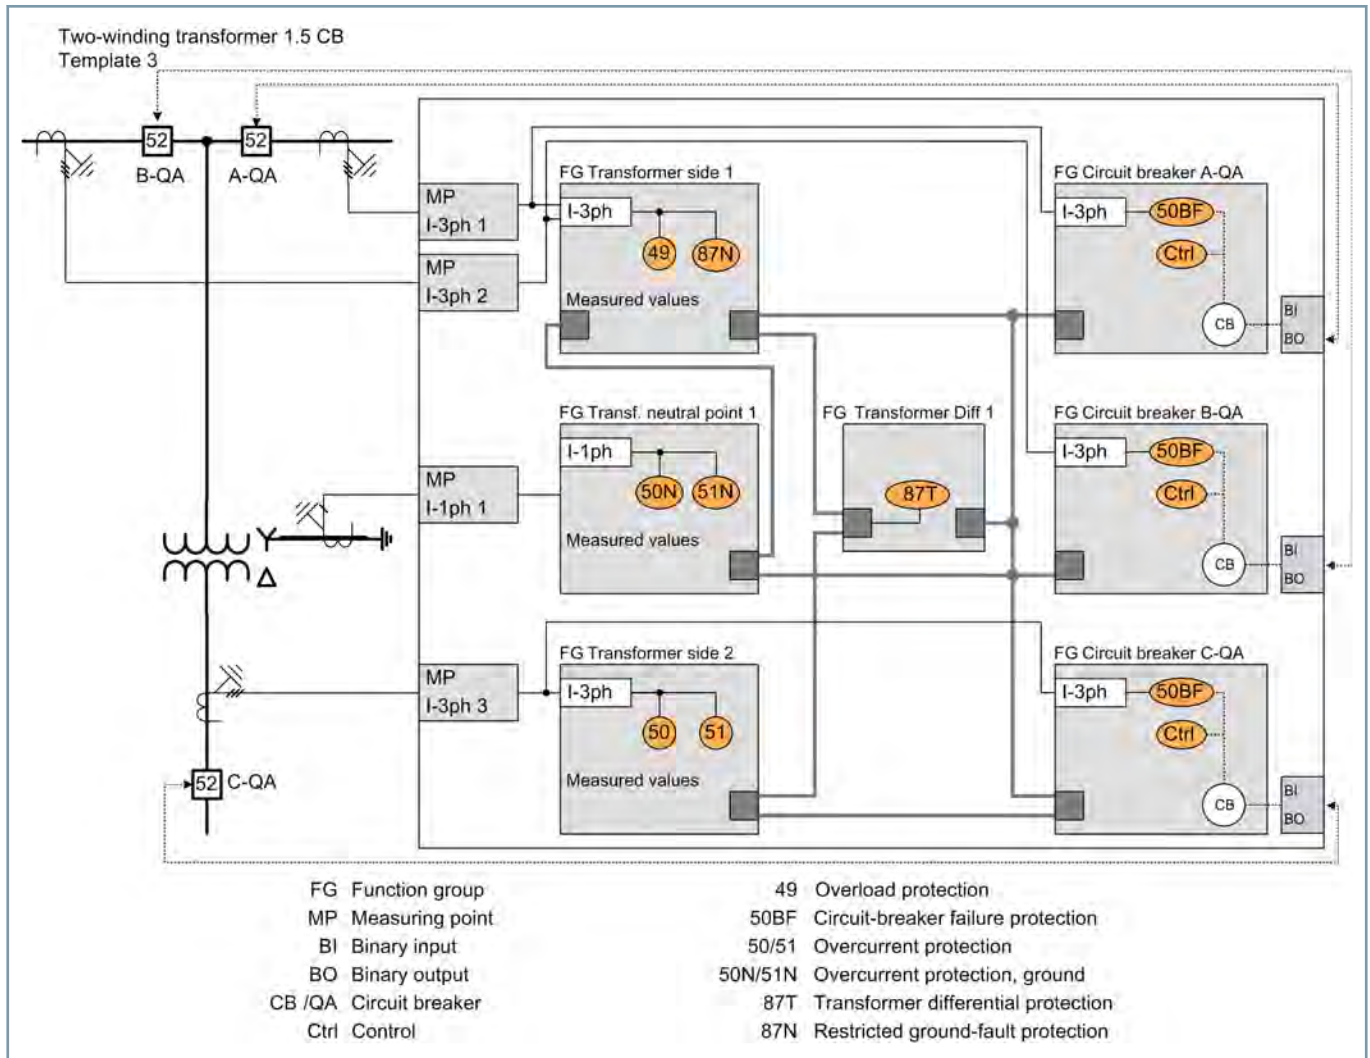 Two-winding transformer 1.5 CB
Template 3
52
52
B-QA
A-QA
MP
I-3ph 1
MP
I-3ph 2
FG Transformer side 1
I-3ph
49
87N
Measured values
FG Circuit breaker A-QA
I-3ph
50BF
Ctrl
CB
BI
BO
FG Transf. neutral point 1
I-1ph
50N
51N
Measured values
MP
I-1ph 1
FG Transformer Diff 1
87T
FG Circuit breaker B-QA
I-3ph
50BF
Ctrl
CB
BI
BO
Y
Δ
MP
I-3ph 3
FG Transformer side 2
I-3ph
50
51
Measured values
FG Circuit breaker C-QA
I-3ph
50BF
Ctrl
CB
BI
BO
52
C-QA
FG Function group
MP Measuring point
BI Binary input
BO Binary output
CB /QA Circuit breaker
Ctrl Control
49 Overload protection
50BF Circuit-breaker failure protection
50/51 Overcurrent protection
50N/51N Overcurrent protection, ground
87T Transformer differential protection
87N Restricted ground-fault protection